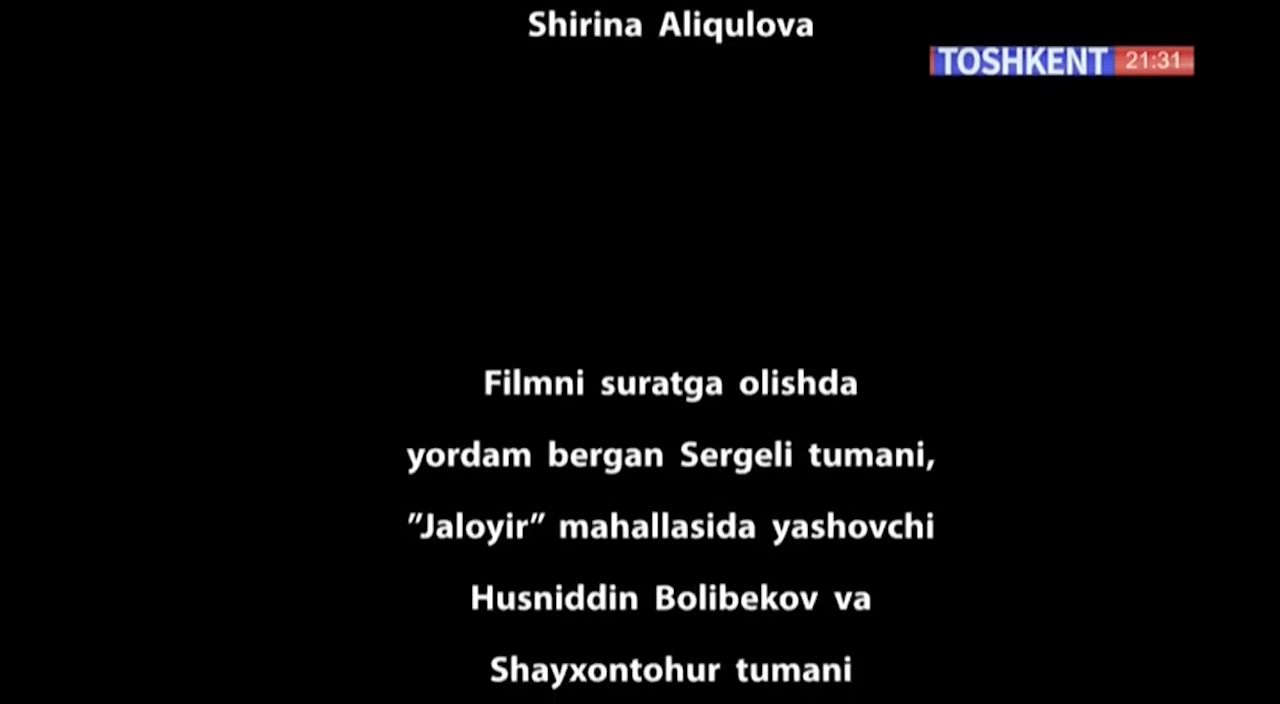 Shirina Aliqulova
TOSHKENT 21:31
Filmni suratga olishda
yordam bergan Sergeli tumani,
"Jaloyir" mahallasida yashovchi
Husniddin Bolibekov va
Shayxontohur tumani